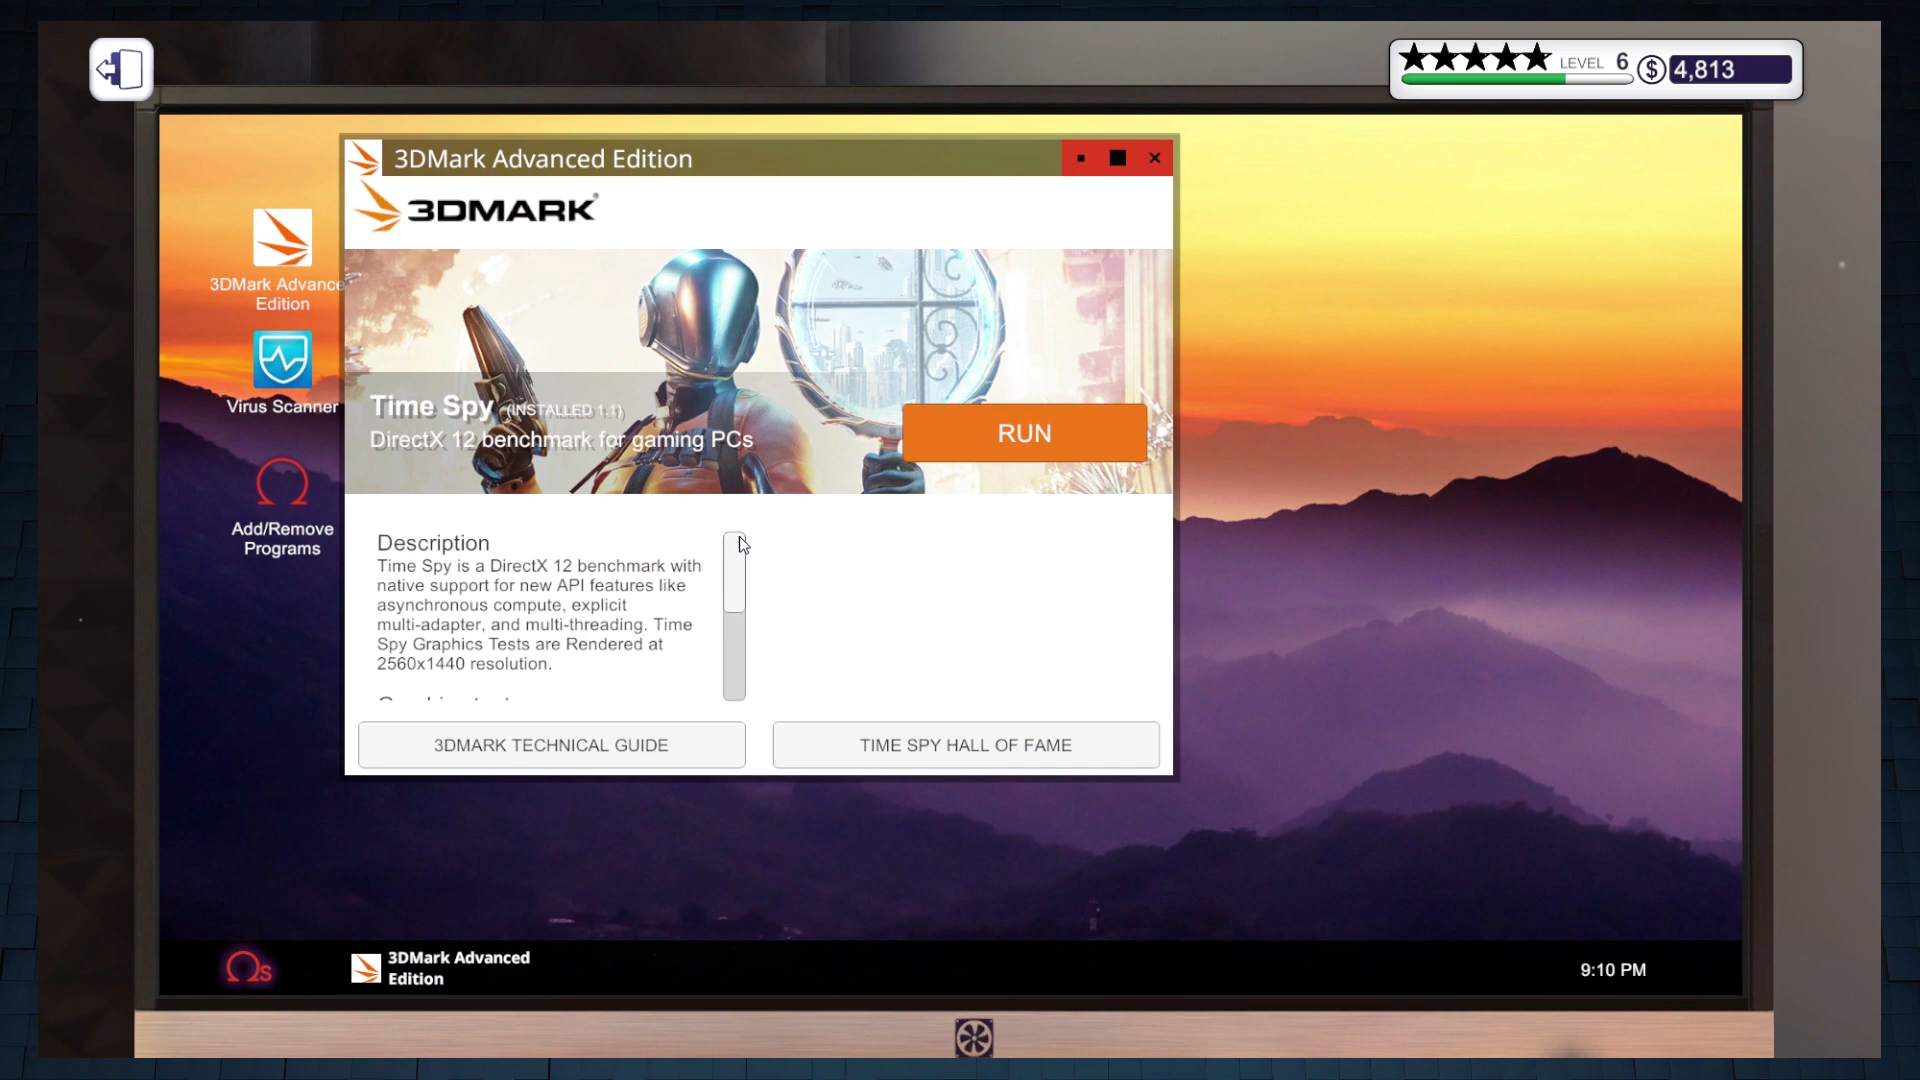 LEVEL 6
$ 4,813
3DMark Advanced Edition
3DMARK
3DMark Advance
Edition
Virus Scanner
Add/Remove
Programs
Time Spy (INSTALLED 1.1)
DirectX 12 benchmark for gaming PCs
RUN
Description
Time Spy is a DirectX 12 benchmark with
native support for new API features like
asynchronous compute, explicit
multi-adapter, and multi-threading. Time
Spy Graphics Tests are Rendered at
2560x1440 resolution.
3DMARK TECHNICAL GUIDE
TIME SPY HALL OF FAME
Ωs
3DMark Advanced
Edition
9:10 PM